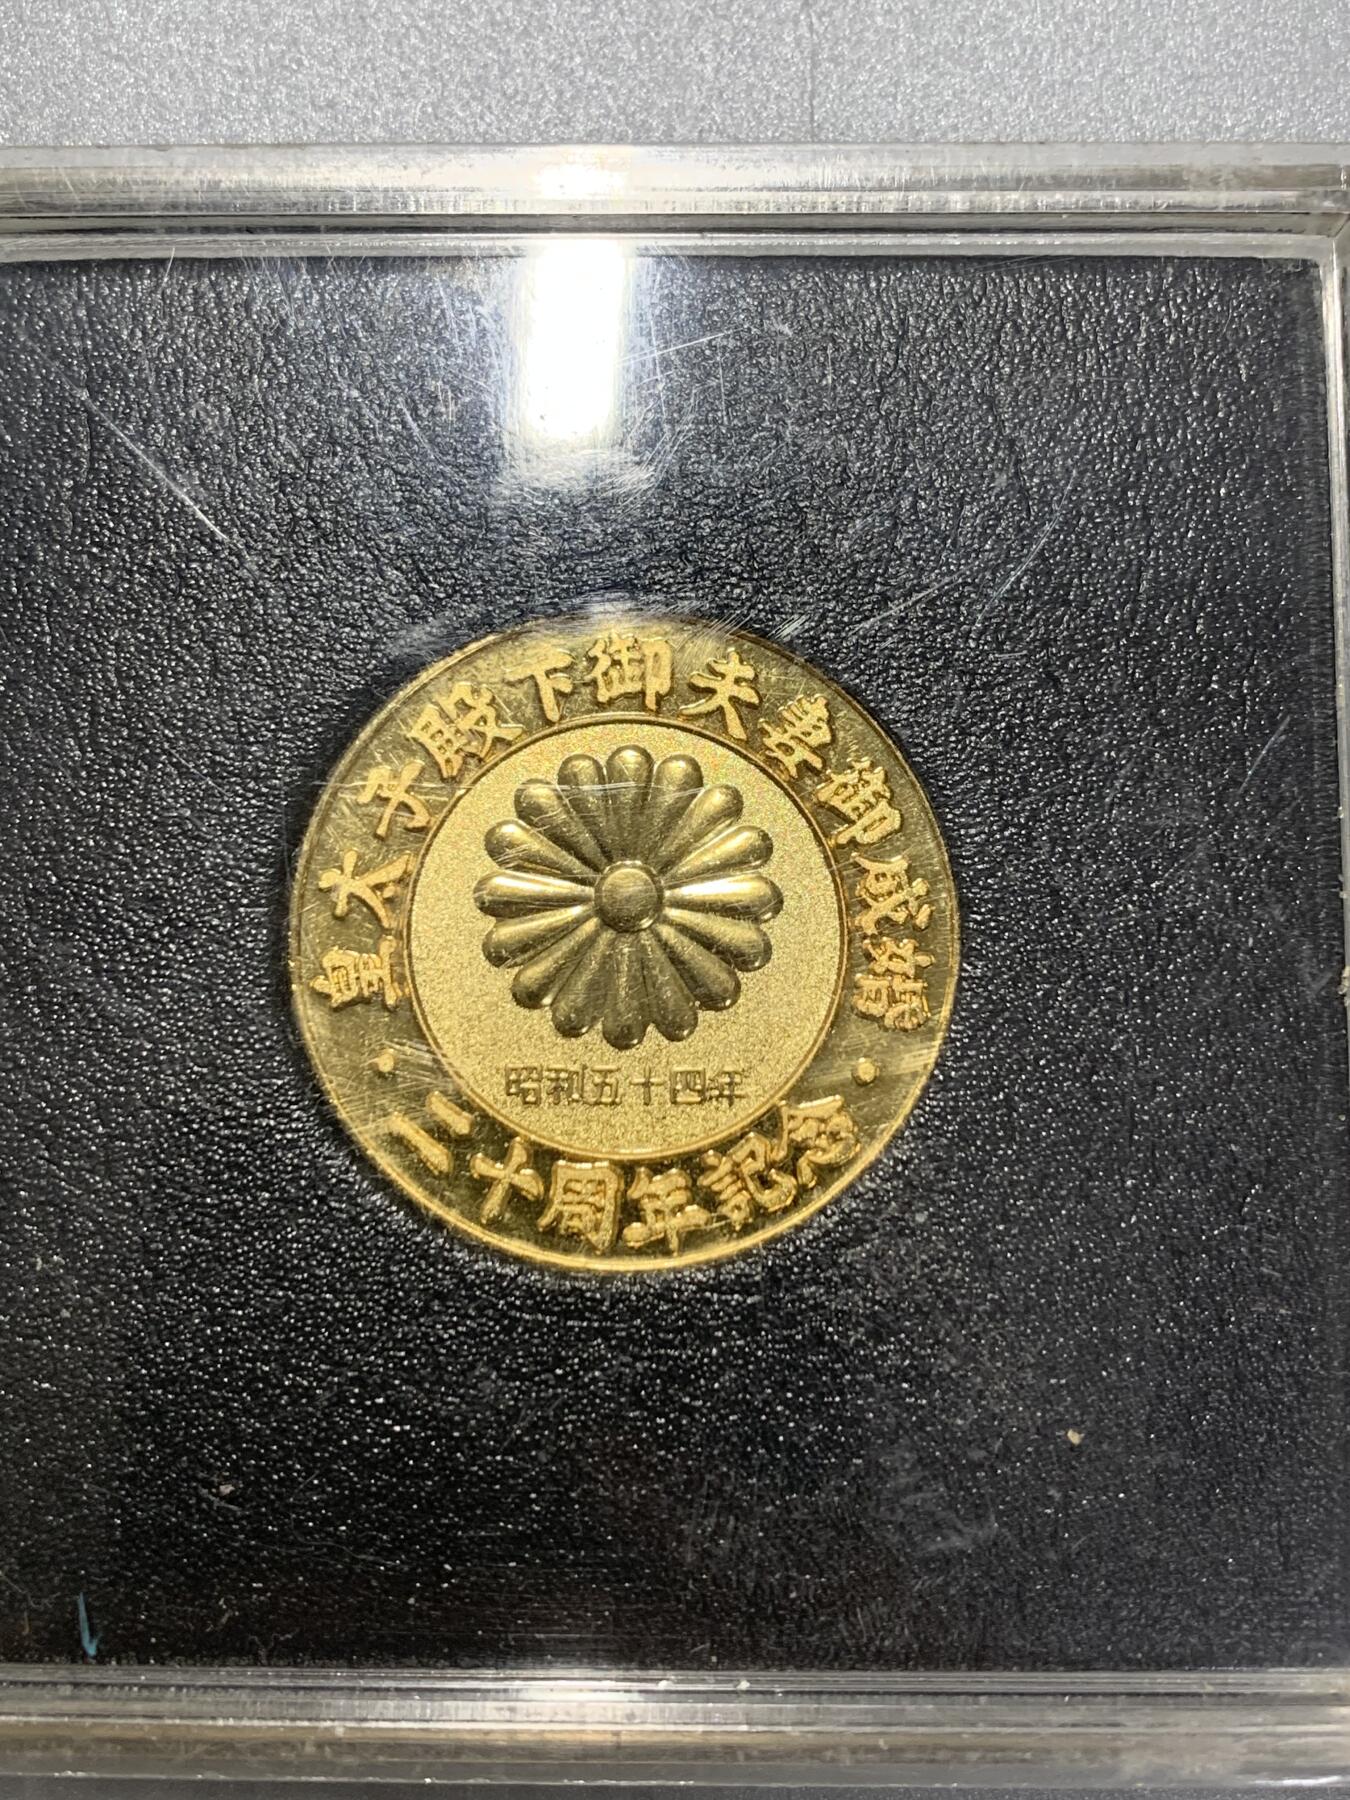 皇太子殿下御夫妻御成婚
昭和五十四年
二十周年記念